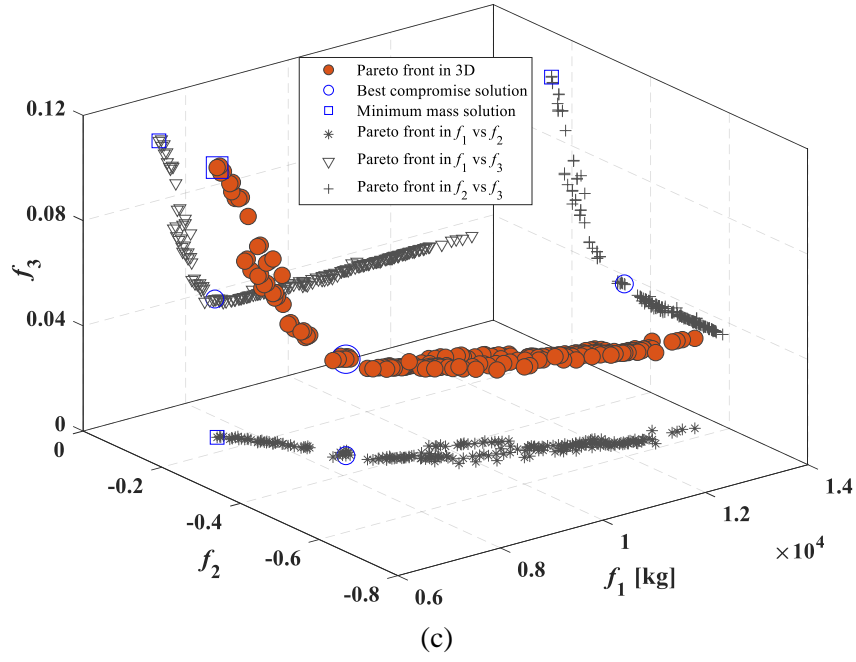 0.12
0.08
0.04
0
f3
Pareto front in 3D
Best compromise solution
Minimum mass solution
Pareto front in f1 vs f2
Pareto front in f1 vs f3
Pareto front in f2 vs f3
0
-0.2
-0.4
-0.6
-0.8
f2
0.6
0.8
1
1.2
1.4
×10^4
f1 [kg]
(c)